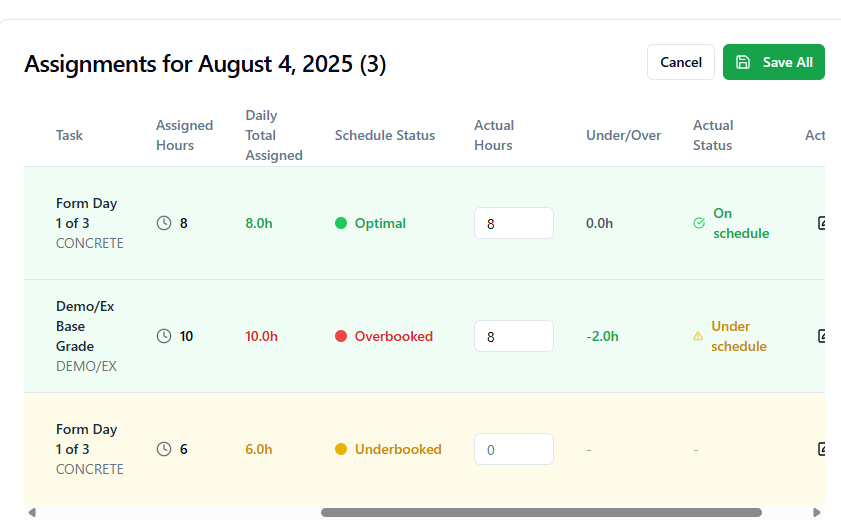 Assignments for August 4, 2025 (3)
Cancel
Save All
Task
Assigned
Hours
Daily
Total
Assigned
Schedule Status
Actual
Hours
Under/Over
Actual
Status
Act
Form Day
1 of 3
CONCRETE
8
8.0h
Optimal
8
0.0h
On
schedule
Demo/Ex
Base
Grade
DEMO/EX
10
10.0h
Overbooked
8
-2.0h
Under
schedule
Form Day
1 of 3
CONCRETE
6
6.0h
Underbooked
0
-
-